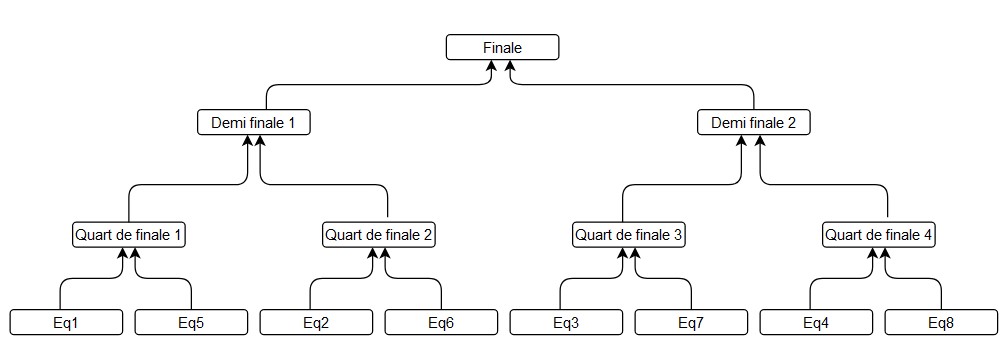 Finale
Demi finale 1
Demi finale 2
Quart de finale 1
Quart de finale 2
Quart de finale 3
Quart de finale 4
Eq1
Eq5
Eq2
Eq6
Eq3
Eq7
Eq4
Eq8